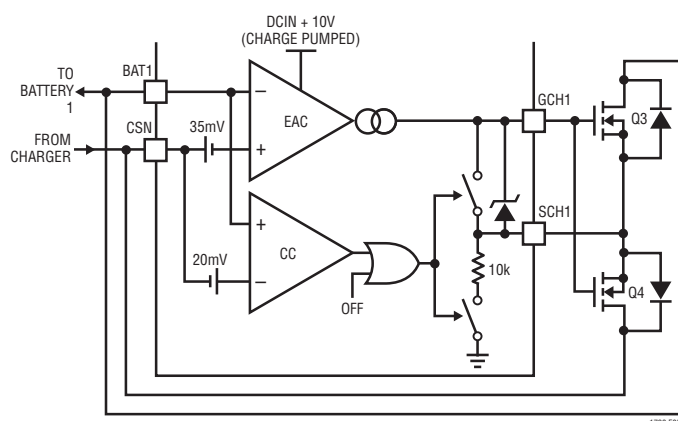 DCIN + 10V
(CHARGE PUMPED)
TO
BATTERY
1
BAT1
–
EAC
+
35mV
FROM
CHARGER
CSN
GCH1
Q3
SCH1
+
CC
–
20mV
OFF
10k
Q4